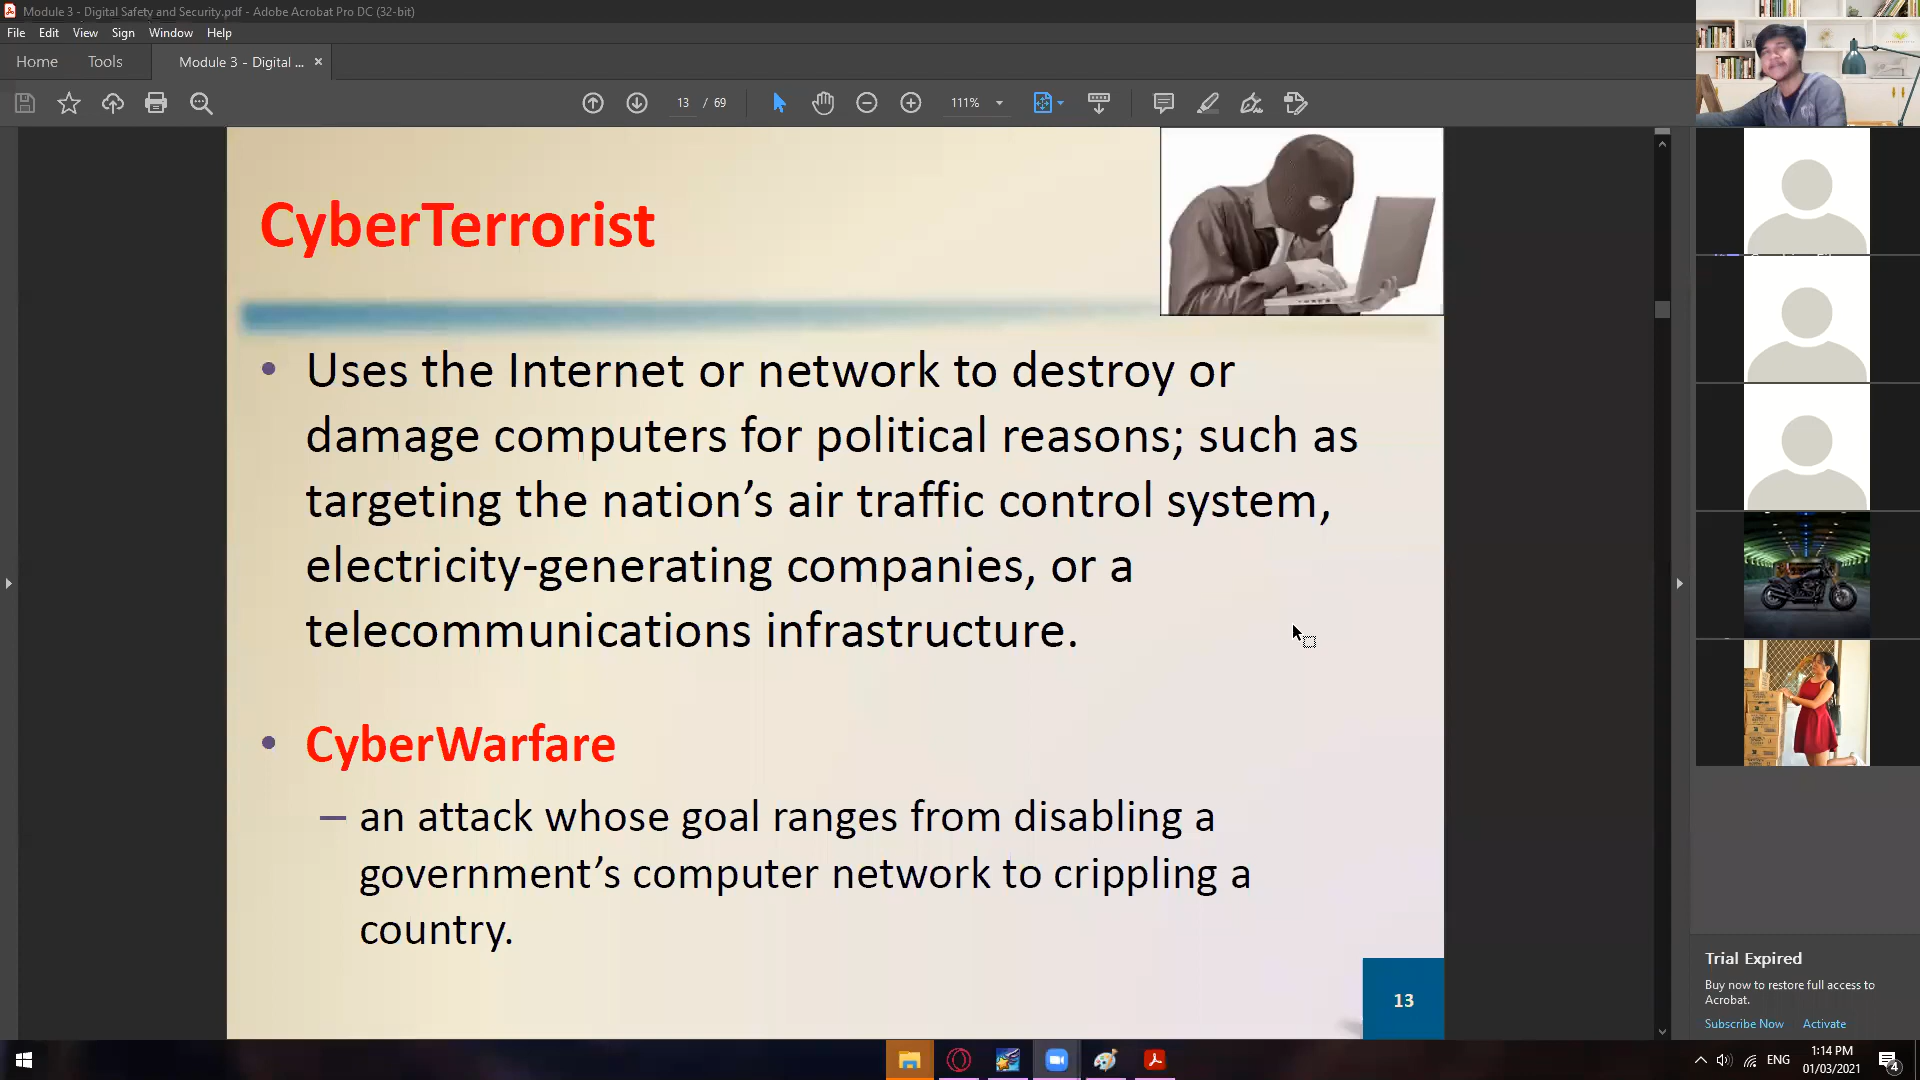 Module 3 - Digital Safety and Security.pdf - Adobe Acrobat Pro DC (32-bit)
File Edit View Sign Window Help
Home Tools Module 3 - Digital ... ×
13 / 69 111%
CyberTerrorist
• Uses the Internet or network to destroy or
damage computers for political reasons; such as
targeting the nation’s air traffic control system,
electricity-generating companies, or a
telecommunications infrastructure.
• CyberWarfare
– an attack whose goal ranges from disabling a
government’s computer network to crippling a
country.
13
Trial Expired
Buy now to restore full access to
Acrobat.
Subscribe Now Activate
ENG
1:14 PM
01/03/2021
4